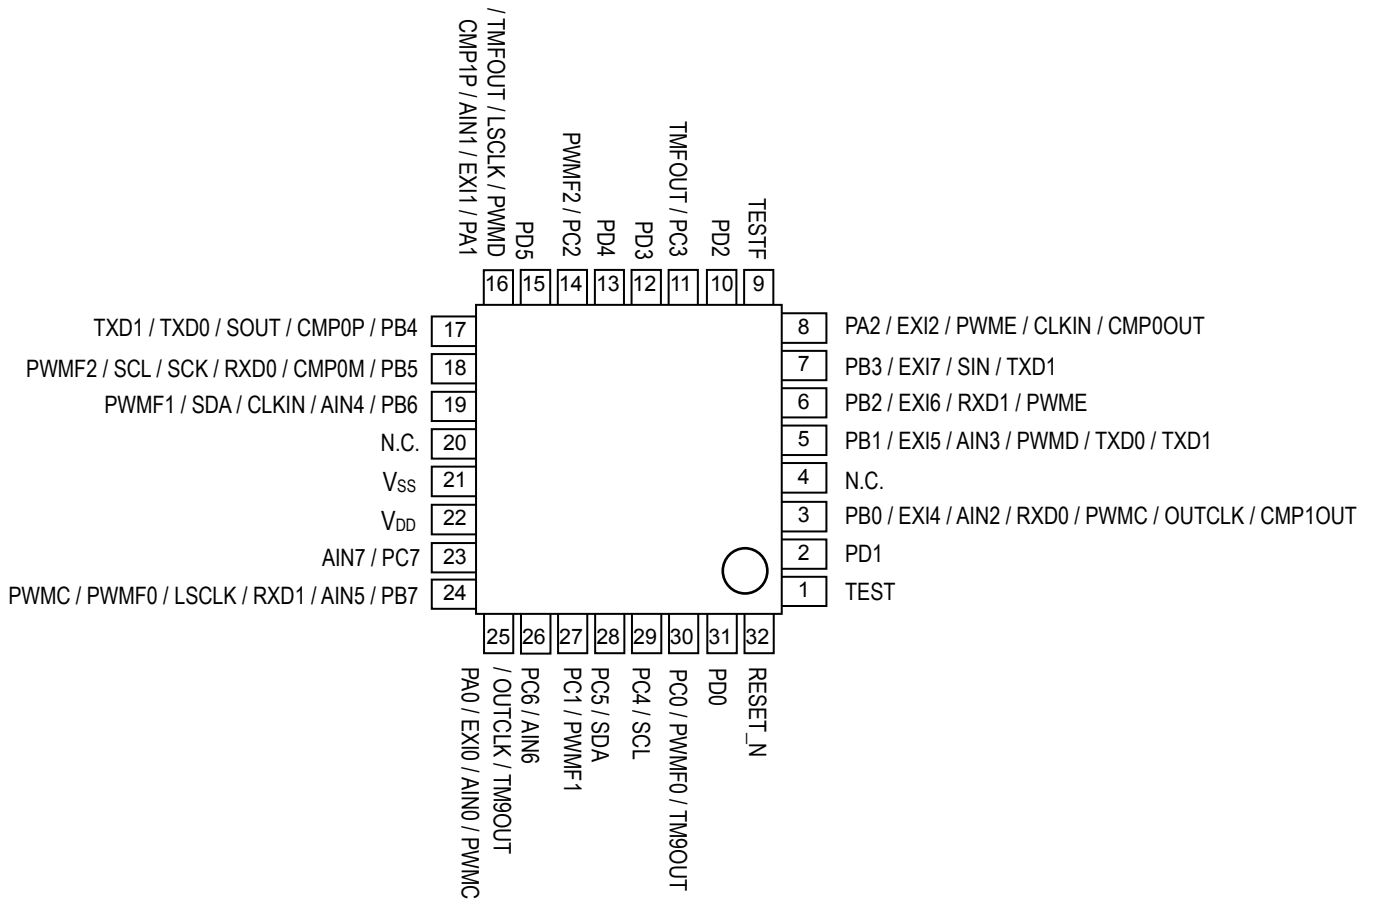 / TMFOUT / LSCLK / PWMD
CMP1P / AIN1 / EXI1 / PA1
PD5
PWMF2 / PC2
PD4
PD3
TMFOUT / PC3
PD2
TESTF
16 15 14 13 12 11 10 9
TXD1 / TXD0 / SOUT / CMP0P / PB4 17
PWMF2 / SCL / SCK / RXD0 / CMP0M / PB5 18
PWMF1 / SDA / CLKIN / AIN4 / PB6 19
N.C. 20
VSS 21
VDD 22
AIN7 / PC7 23
PWMC / PWMF0 / LSCLK / RXD1 / AIN5 / PB7 24
8 PA2 / EXI2 / PWME / CLKIN / CMP0OUT
7 PB3 / EXI7 / SIN / TXD1
6 PB2 / EXI6 / RXD1 / PWME
5 PB1 / EXI5 / AIN3 / PWMD / TXD0 / TXD1
4 N.C.
3 PB0 / EXI4 / AIN2 / RXD0 / PWMC / OUTCLK / CMP1OUT
2 PD1
1 TEST
25 26 27 28 29 30 31 32
PA0 / EXI0 / AIN0 / PWMC
/ OUTCLK / TM9OUT
PC6 / AIN6
PC1 / PWMF1
PC5 / SDA
PC4 / SCL
PC0 / PWMF0 / TM9OUT
PD0
RESET_N